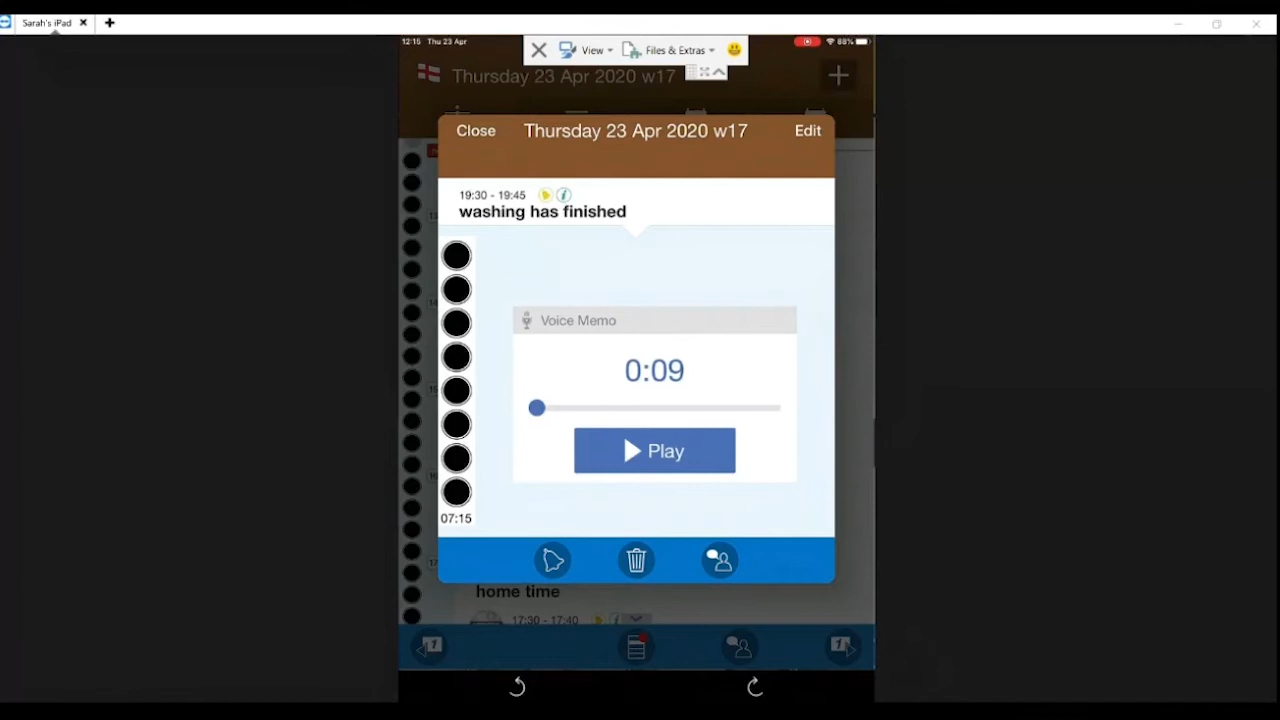 Sarah's iPad
12:15 Thu 23 Apr
View
Files & Extras
88%
Thursday 23 Apr 2020 w17
Close
Thursday 23 Apr 2020 w17
Edit
19:30 - 19:45
washing has finished
Voice Memo
0:09
Play
07:15
home time
17:30 - 17:40
1
1